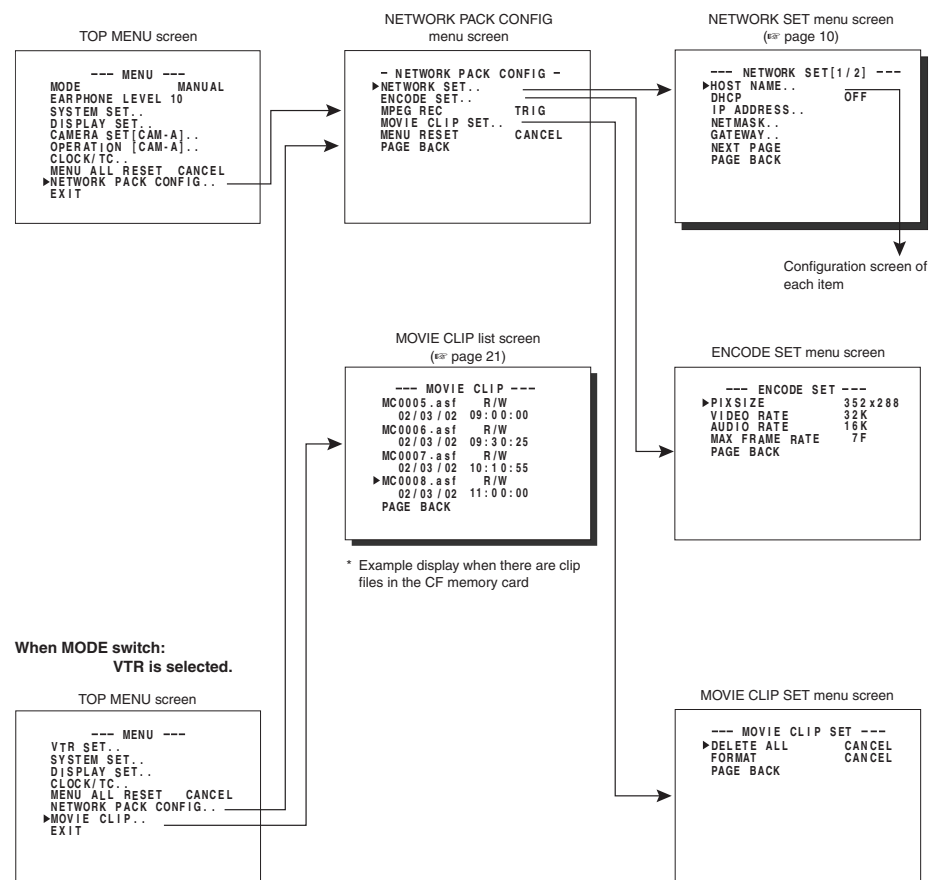 TOP MENU screen
--- MENU ---
MODE MANUAL
EARPHONE LEVEL 10
SYSTEM SET..
DISPLAY SET..
CAMERA SET[CAM-A]..
OPERATION [CAM-A]..
CLOCK/TC..
MENU ALL RESET CANCEL
▶NETWORK PACK CONFIG..
EXIT
NETWORK PACK CONFIG
menu screen
– NETWORK PACK CONFIG –
▶NETWORK SET..
ENCODE SET..
MPEG REC TRIG
MOVIE CLIP SET..
MENU RESET CANCEL
PAGE BACK
NETWORK SET menu screen
(☞ page 10)
--- NETWORK SET[1/2] ---
▶HOST NAME..
DHCP OFF
IP ADDRESS..
NETMASK..
GATEWAY..
NEXT PAGE
PAGE BACK
Configuration screen of
each item
MOVIE CLIP list screen
(☞ page 21)
--- MOVIE CLIP ---
MC0005.asf R/W
02/03/02 09:00:00
MC0006.asf R/W
02/03/02 09:30:25
MC0007.asf R/W
02/03/02 10:10:55
▶MC0008.asf R/W
02/03/02 11:00:00
PAGE BACK
* Example display when there are clip
files in the CF memory card
ENCODE SET menu screen
--- ENCODE SET ---
▶PIXSIZE 352x288
VIDEO RATE 32K
AUDIO RATE 16K
MAX FRAME RATE 7F
PAGE BACK
When MODE switch:
VTR is selected.
TOP MENU screen
--- MENU ---
VTR SET..
SYSTEM SET..
DISPLAY SET..
CLOCK/TC..
MENU ALL RESET CANCEL
NETWORK PACK CONFIG..
▶MOVIE CLIP..
EXIT
MOVIE CLIP SET menu screen
--- MOVIE CLIP SET ---
▶DELETE ALL CANCEL
FORMAT CANCEL
PAGE BACK